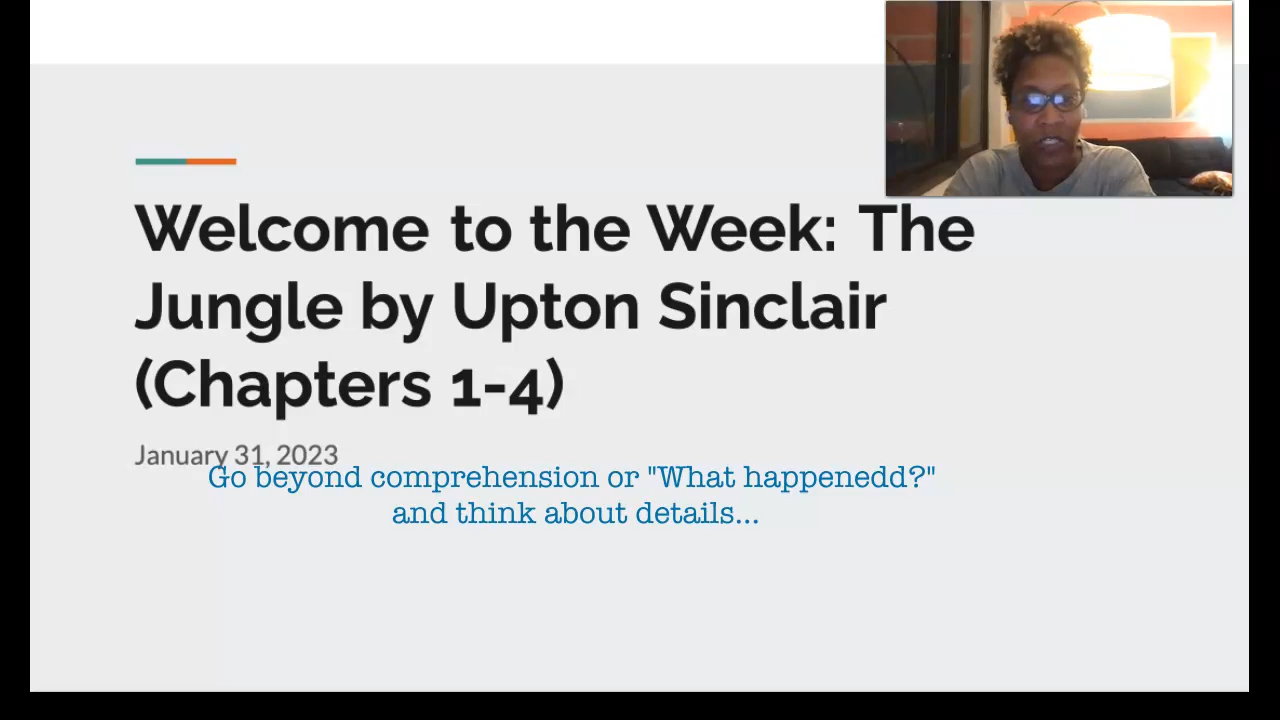 Welcome to the Week: The
Jungle by Upton Sinclair
(Chapters 1-4)
January 31, 2023
Go beyond comprehension or "What happenedd?"
and think about details...